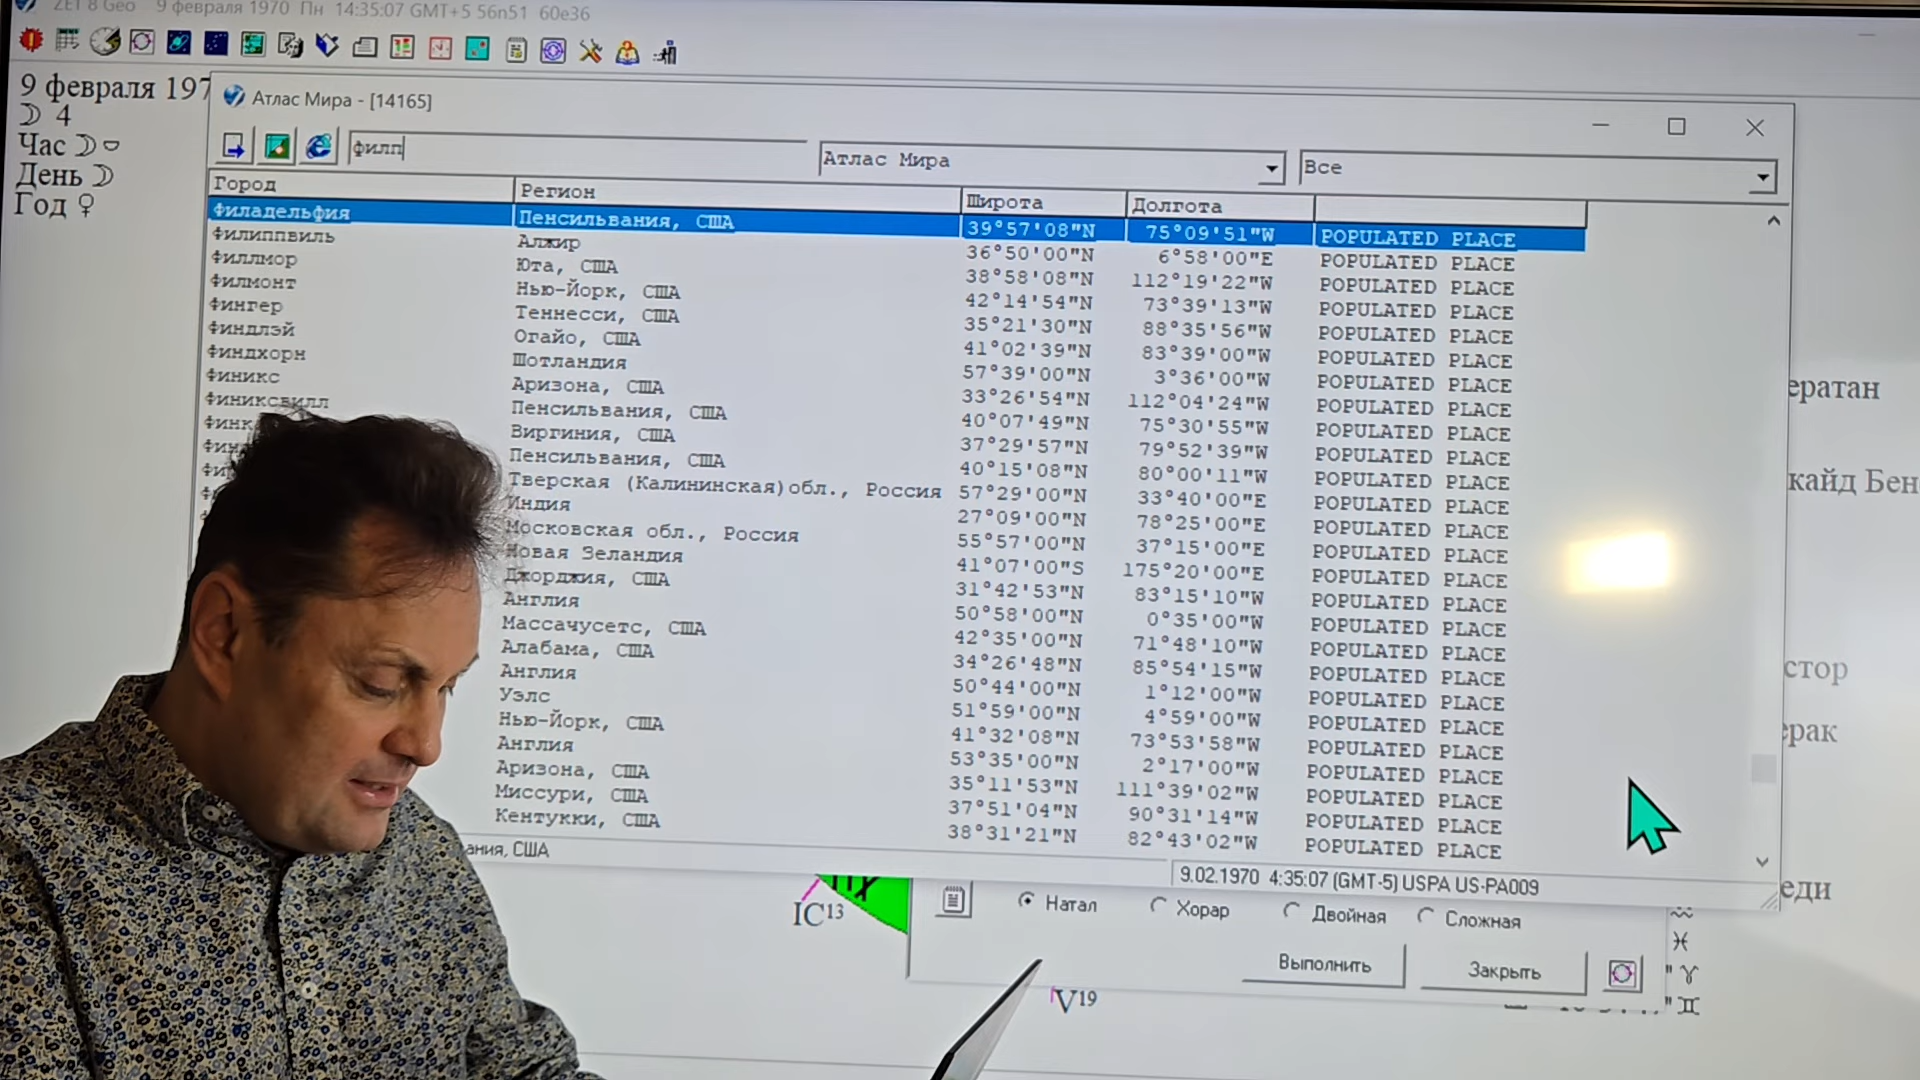 ZET 8 Geo 9 февраля 1970 Пн 14:35:07 GMT+5 56n51 60e36
9 февраля 197
☽ 4
Час ☽
День ☽
Год ♀
Атлас Мира - [14165]
филп
Атлас Мира
Все
Город Регион Широта Долгота
Филадельфия Пенсильвания, США 39°57'08"N 75°09'51"W POPULATED PLACE
Филиппвиль Алжир 36°50'00"N 6°58'00"E POPULATED PLACE
Филлмор Юта, США 38°58'08"N 112°19'22"W POPULATED PLACE
Филмонт Нью-Йорк, США 42°14'54"N 73°39'13"W POPULATED PLACE
Фингер Теннесси, США 35°21'30"N 88°35'56"W POPULATED PLACE
Финдлэй Огайо, США 41°02'39"N 83°39'00"W POPULATED PLACE
Финдхорн Шотландия 57°39'00"N 3°36'00"W POPULATED PLACE
Финикс Аризона, США 33°26'54"N 112°04'24"W POPULATED PLACE
Финиксвилл Пенсильвания, США 40°07'49"N 75°30'55"W POPULATED PLACE
Виргиния, США 37°29'57"N 79°52'39"W POPULATED PLACE
Пенсильвания, США 40°15'08"N 80°00'11"W POPULATED PLACE
Тверская (Калининская)обл., Россия 57°29'00"N 33°40'00"E POPULATED PLACE
Индия 27°09'00"N 78°25'00"E POPULATED PLACE
Московская обл., Россия 55°57'00"N 37°15'00"E POPULATED PLACE
Новая Зеландия 41°07'00"S 175°20'00"E POPULATED PLACE
Джорджия, США 31°42'53"N 83°15'10"W POPULATED PLACE
Англия 50°58'00"N 0°35'00"W POPULATED PLACE
Массачусетс, США 42°35'00"N 71°48'10"W POPULATED PLACE
Алабама, США 34°26'48"N 85°54'15"W POPULATED PLACE
Англия 50°44'00"N 1°12'00"W POPULATED PLACE
Уэлс 51°59'00"N 4°59'00"W POPULATED PLACE
Нью-Йорк, США 41°32'08"N 73°53'58"W POPULATED PLACE
Англия 53°35'00"N 2°17'00"W POPULATED PLACE
Аризона, США 35°11'53"N 111°39'02"W POPULATED PLACE
Миссури, США 37°51'04"N 90°31'14"W POPULATED PLACE
Кентукки, США 38°31'21"N 82°43'02"W POPULATED PLACE
ания, США
9.02.1970 4:35:07 (GMT-5) USPA US-PA009
ератан
кайд Бен
стор
ерак
еди
IC13
Натал Хорар Двойная Сложная
Выполнить Закрыть
V19